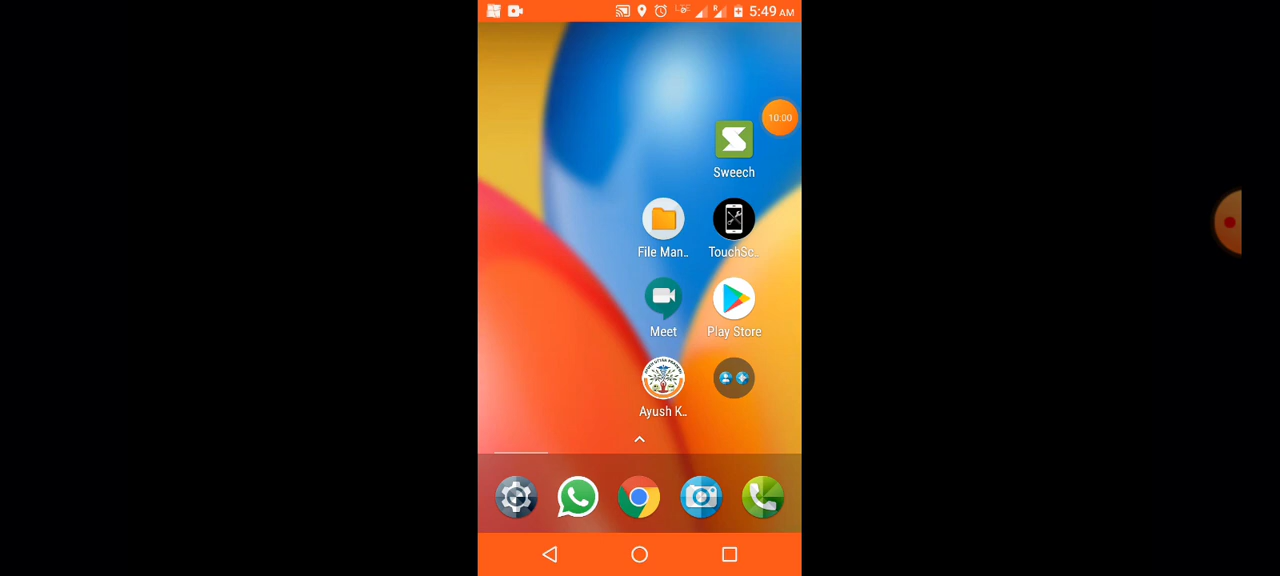 5:49 AM
10:00
Sweech
File Man..
TouchSc..
Meet
Play Store
Ayush K..